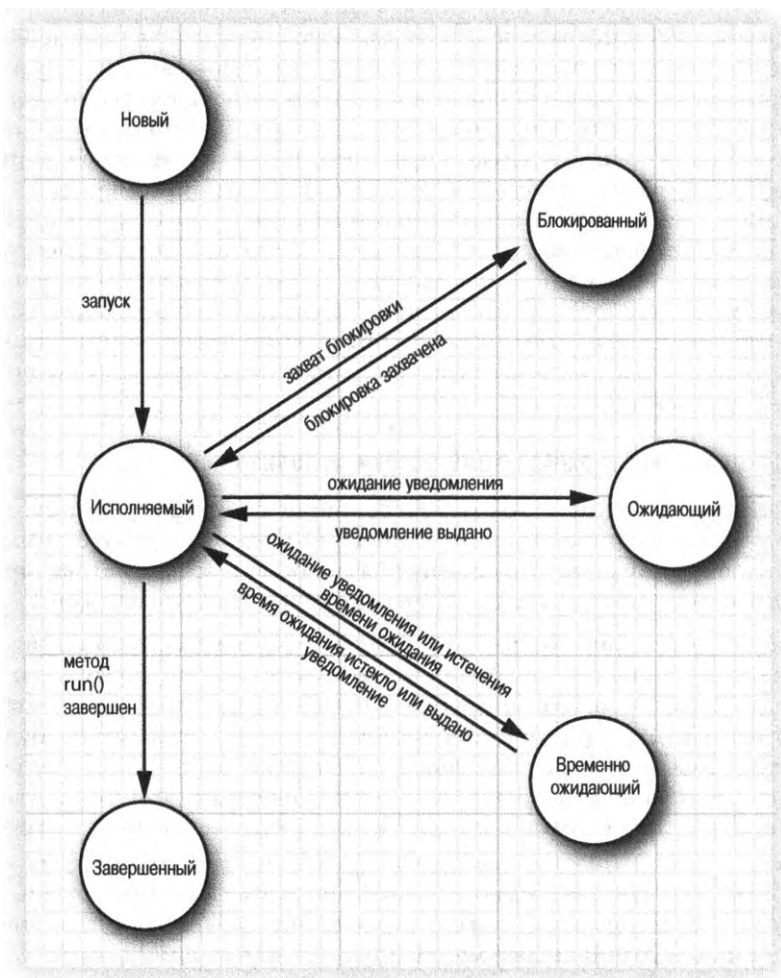 Новый
Блокированный
запуск
захват блокировки
блокировка захвачена
Исполняемый
ожидание уведомления
уведомление выдано
Ожидающий
ожидание уведомления или истечения
времени ожидания
время ожидания истекло или выдано
уведомление
метод
run()
завершен
Временно
ожидающий
Завершенный